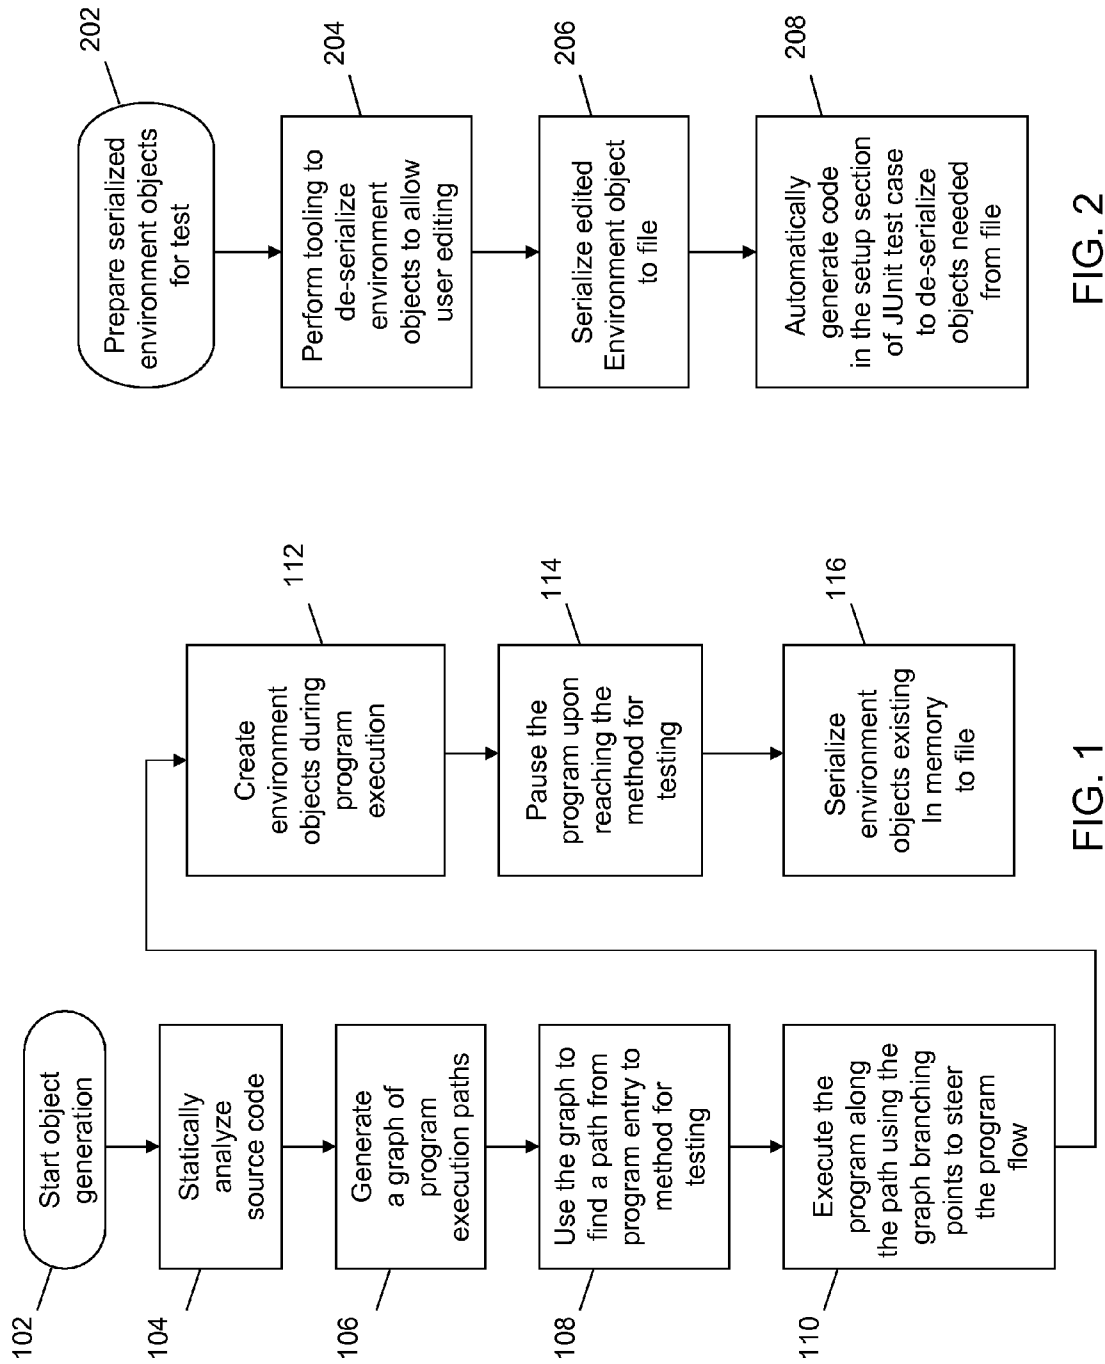 102
Start object
generation
104
Statically
analyze
source code
106
Generate
a graph of
program
execution paths
108
Use the graph to
find a path from
program entry to
method for
testing
110
Execute the
program along
the path using the
graph branching
points to steer
the program
flow
112
Create
environment
objects during
program
execution
114
Pause the
program upon
reaching the
method for
testing
116
Serialize
environment
objects existing
In memory
to file
FIG. 1
202
Prepare serialized
environment objects
for test
204
Perform tooling to
de-serialize
environment
objects to allow
user editing
206
Serialize edited
Environment object
to file
208
Automatically
generate code
in the setup section
of JUnit test case
to de-serialize
objects needed
from file
FIG. 2